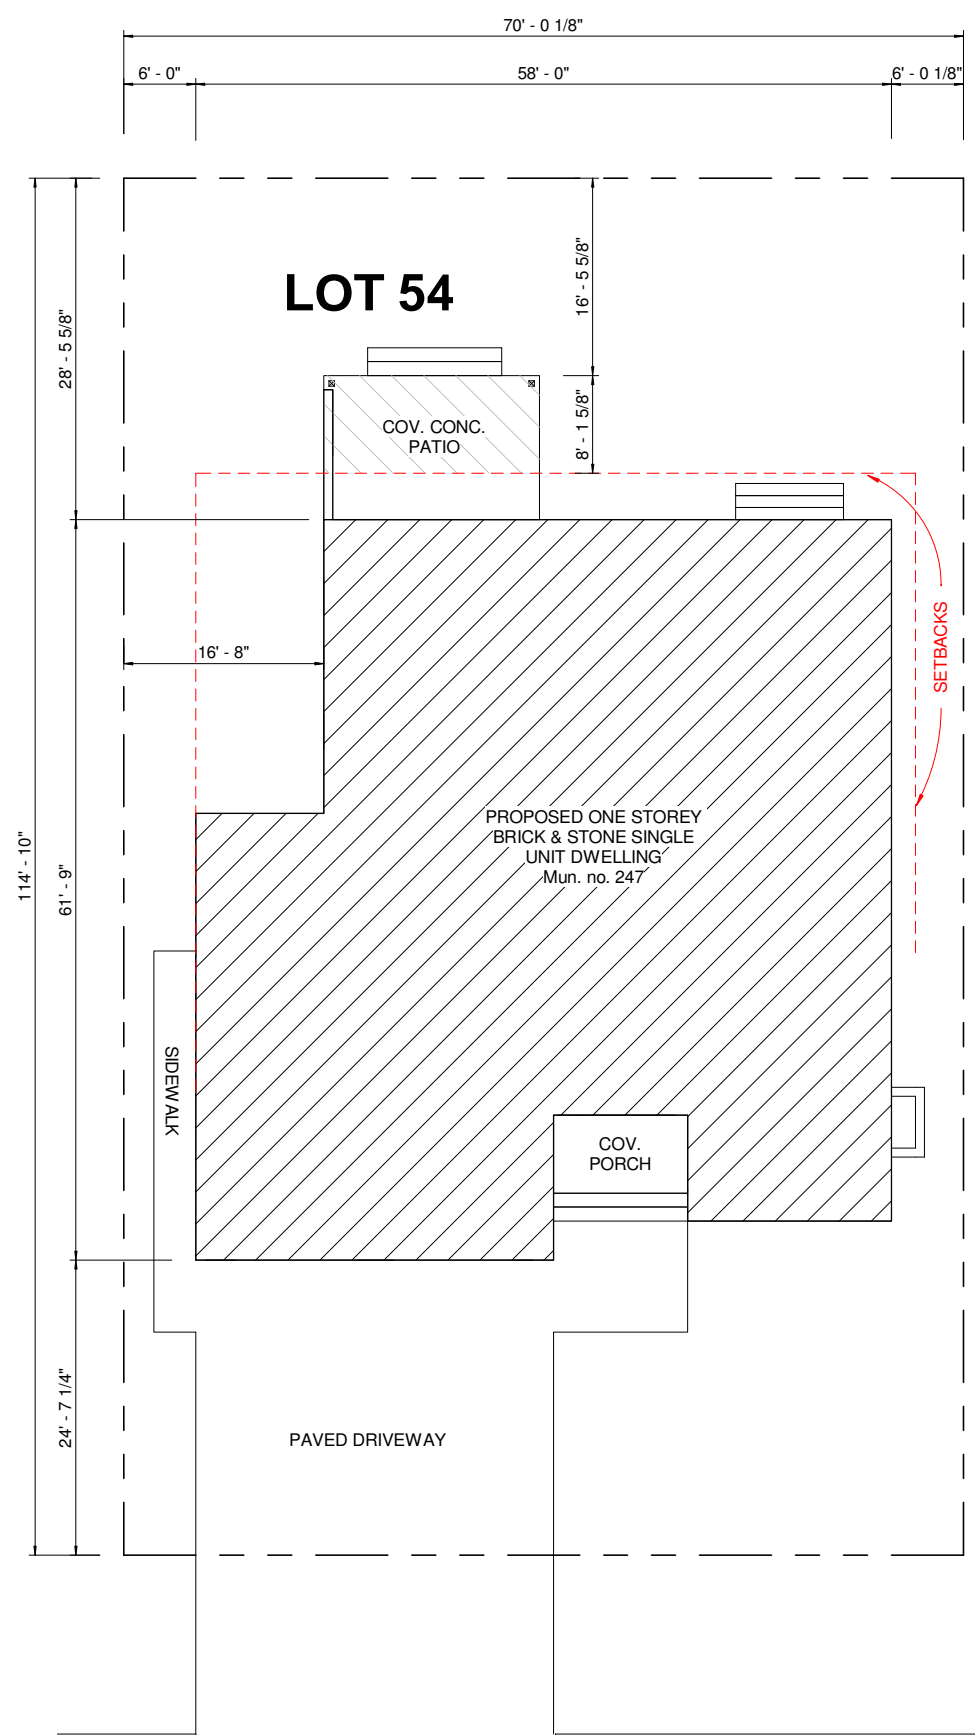 70' - 0 1/8"
6' - 0"
58' - 0"
6' - 0 1/8"
16' - 5 5/8"
LOT 54
28' - 5 5/8"
8' - 1 5/8"
COV. CONC.
PATIO
SETBACKS
16' - 8"
PROPOSED ONE STOREY
BRICK & STONE SINGLE
UNIT DWELLING
Mun. no. 247
114' - 10"
61' - 9"
SIDEWALK
COV.
PORCH
24' - 7 1/4"
PAVED DRIVEWAY